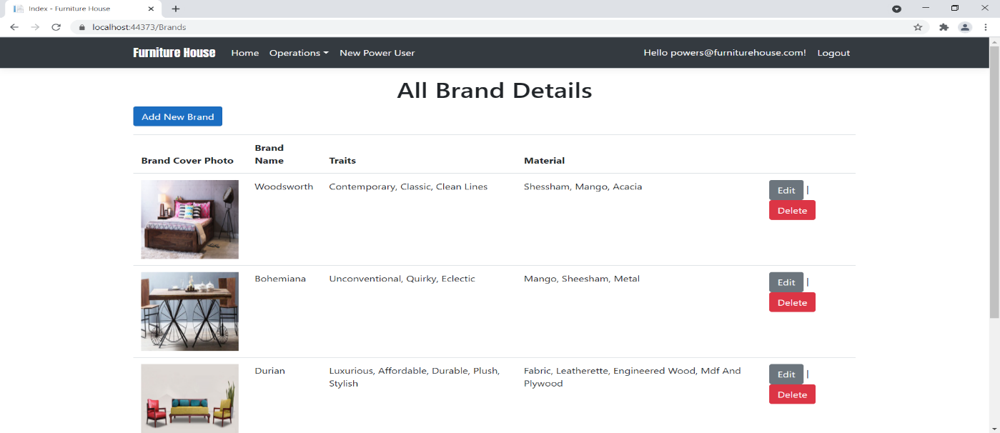 Index - Furniture House
localhost:44373/Brands
Furniture House Home Operations New Power User Hello powers@furniturehouse.com! Logout
All Brand Details
Add New Brand
Brand Cover Photo Brand Name Traits Material
Woodsworth Contemporary, Classic, Clean Lines Shessham, Mango, Acacia Edit |
Delete
Bohemiana Unconventional, Quirky, Eclectic Mango, Sheesham, Metal Edit |
Delete
Durian Luxurious, Affordable, Durable, Plush, Stylish Fabric, Leatherette, Engineered Wood, Mdf And Plywood Edit |
Delete